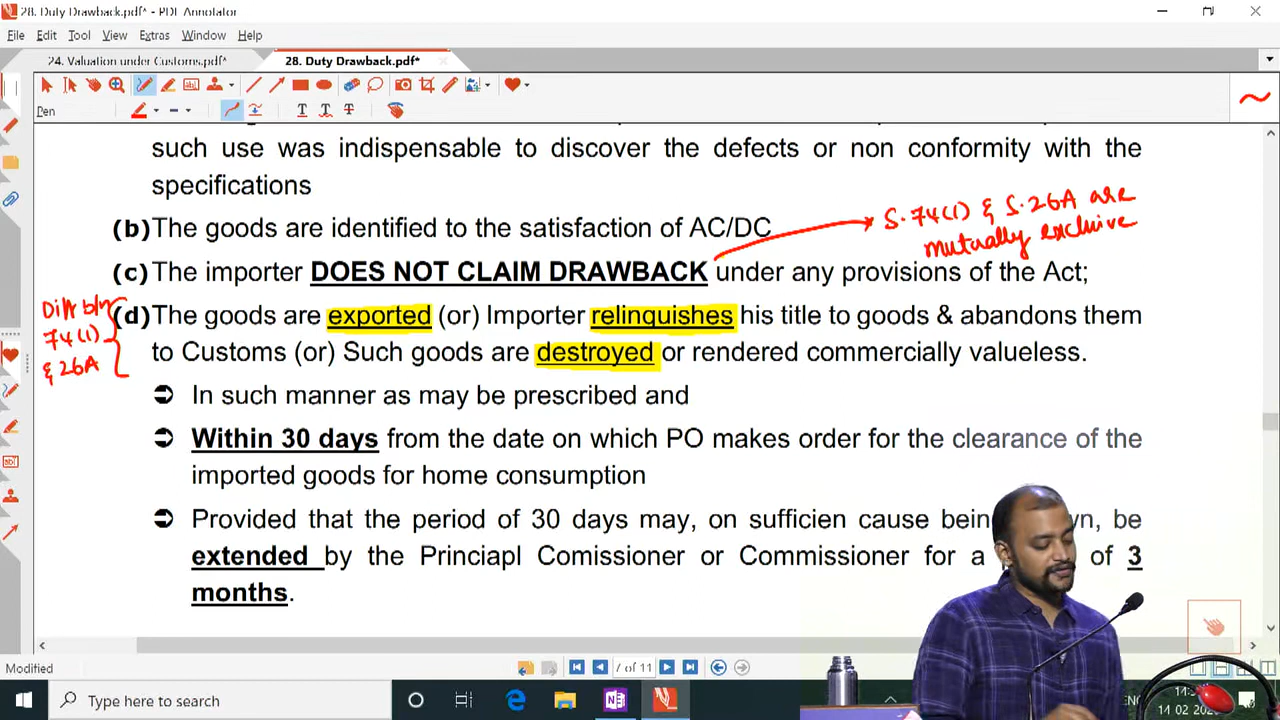 28. Duty Drawback.pdf* - PDF Annotator
File Edit Tool View Extras Window Help
24. Valuation under Customs.pdf* 28. Duty Drawback.pdf*
Pen
such use was indispensable to discover the defects or non conformity with the
specifications
(b) The goods are identified to the satisfaction of AC/DC
S.74(1) & S.26A are
mutually exclusive
(c) The importer DOES NOT CLAIM DRAWBACK under any provisions of the Act;
Diff b/n
74(1)
& 26A
(d) The goods are exported (or) Importer relinquishes his title to goods & abandons them
to Customs (or) Such goods are destroyed or rendered commercially valueless.
In such manner as may be prescribed and
Within 30 days from the date on which PO makes order for the clearance of the
imported goods for home consumption
Provided that the period of 30 days may, on sufficien cause being be
extended by the Princiapl Comissioner or Commissioner for a of 3
months.
Modified 7 of 11
Type here to search